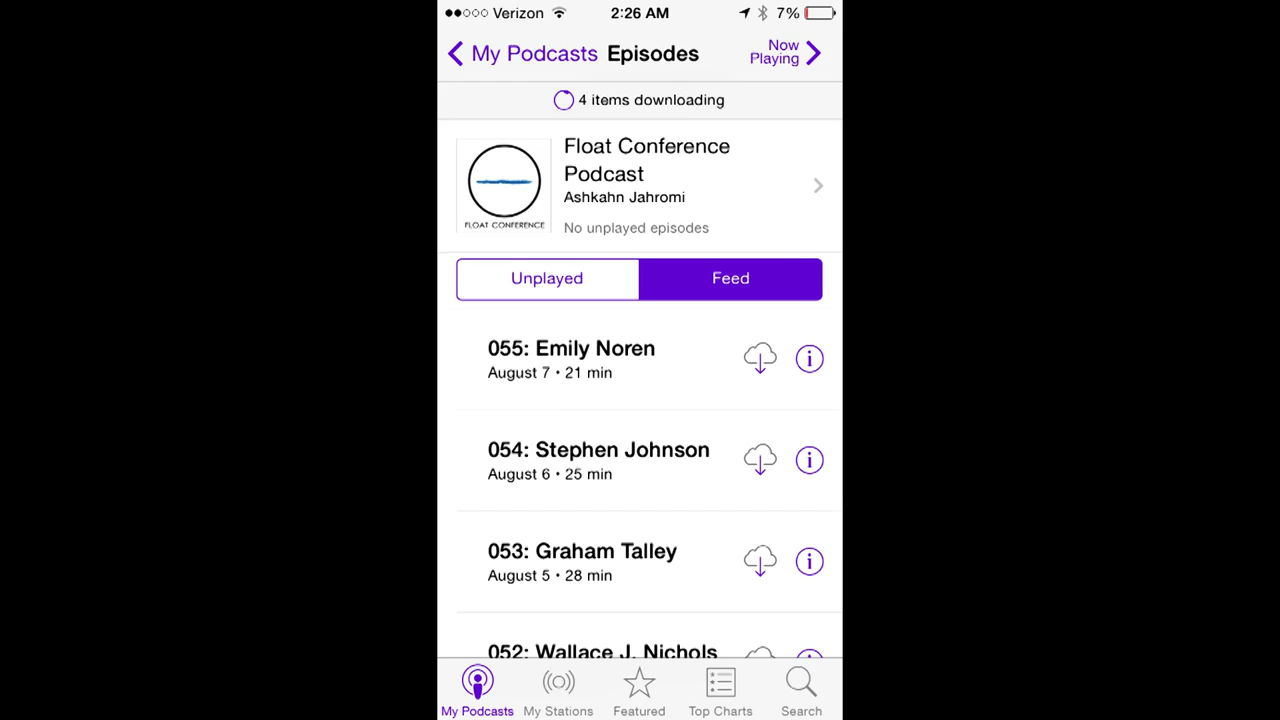 Verizon 2:26 AM 7%
My Podcasts Episodes Now Playing
4 items downloading
Float Conference
Podcast
Ashkahn Jahromi
No unplayed episodes
FLOAT CONFERENCE
Unplayed Feed
055: Emily Noren
August 7 • 21 min
054: Stephen Johnson
August 6 • 25 min
053: Graham Talley
August 5 • 28 min
052: Wallace J. Nichols
My Podcasts My Stations Featured Top Charts Search